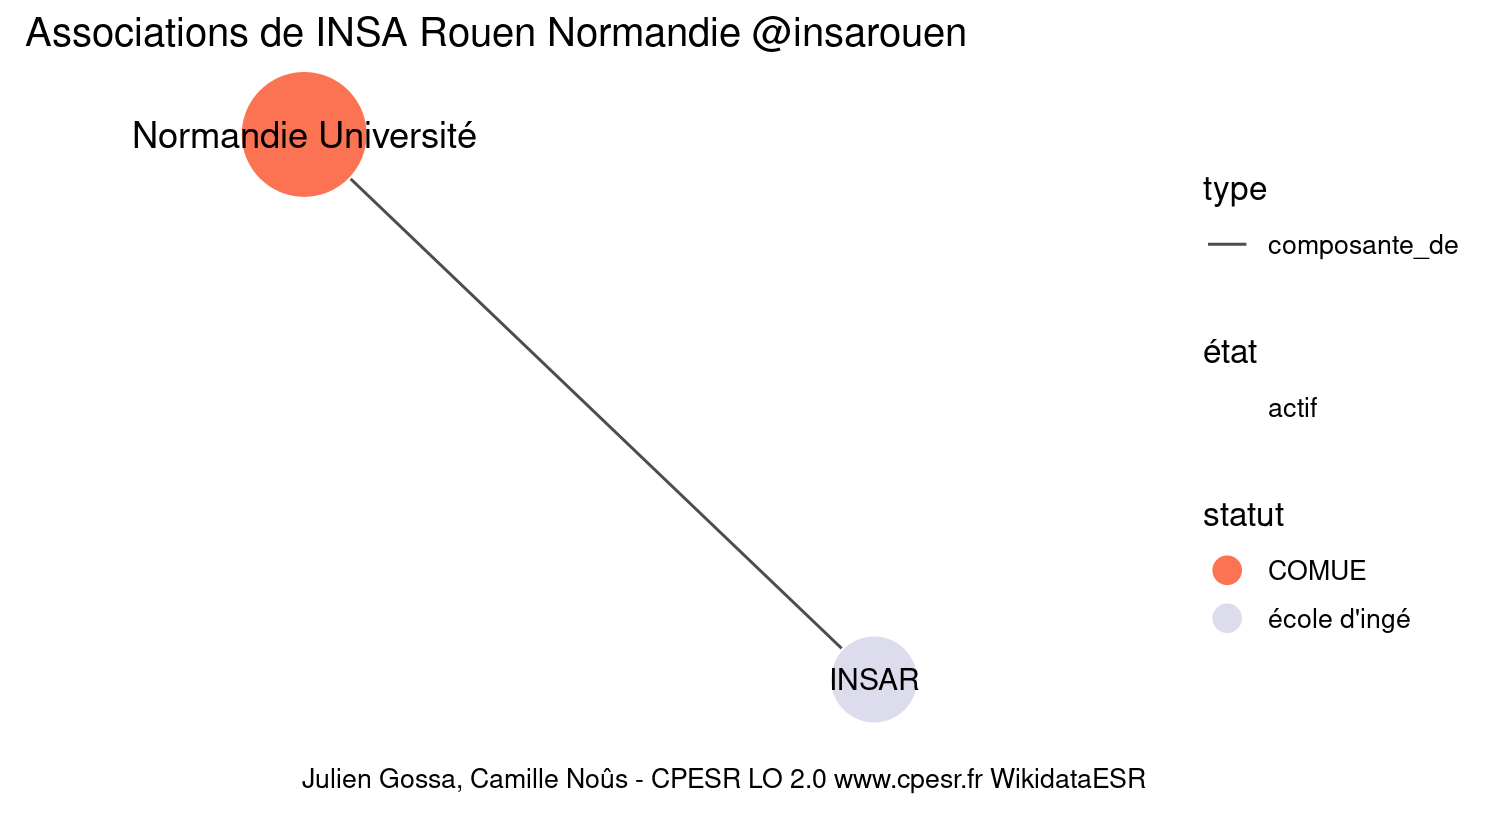 Associations de INSA Rouen Normandie @insarouen
Normandie Université
type
composante_de
état
actif
statut
COMUE
école d'ingé
INSAR
Julien Gossa, Camille Noûs - CPESR LO 2.0 www.cpesr.fr WikidataESR